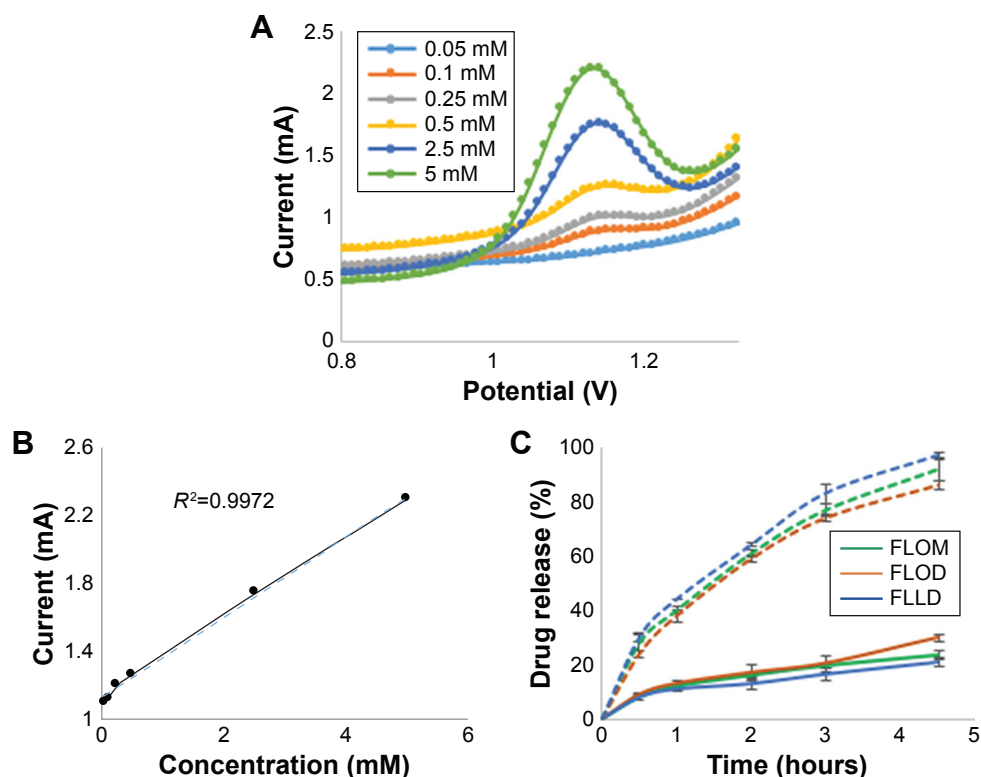 A
2.5
2
1.5
1
0.5
0
Current (mA)
0.05 mM
0.1 mM
0.25 mM
0.5 mM
2.5 mM
5 mM
0.8
1
1.2
Potential (V)
B
2.6
2.2
1.8
1.4
1
Current (mA)
R²=0.9972
0
2
4
6
Concentration (mM)
C
100
80
60
40
20
0
Drug release (%)
FLOM
FLOD
FLLD
0
1
2
3
4
5
Time (hours)